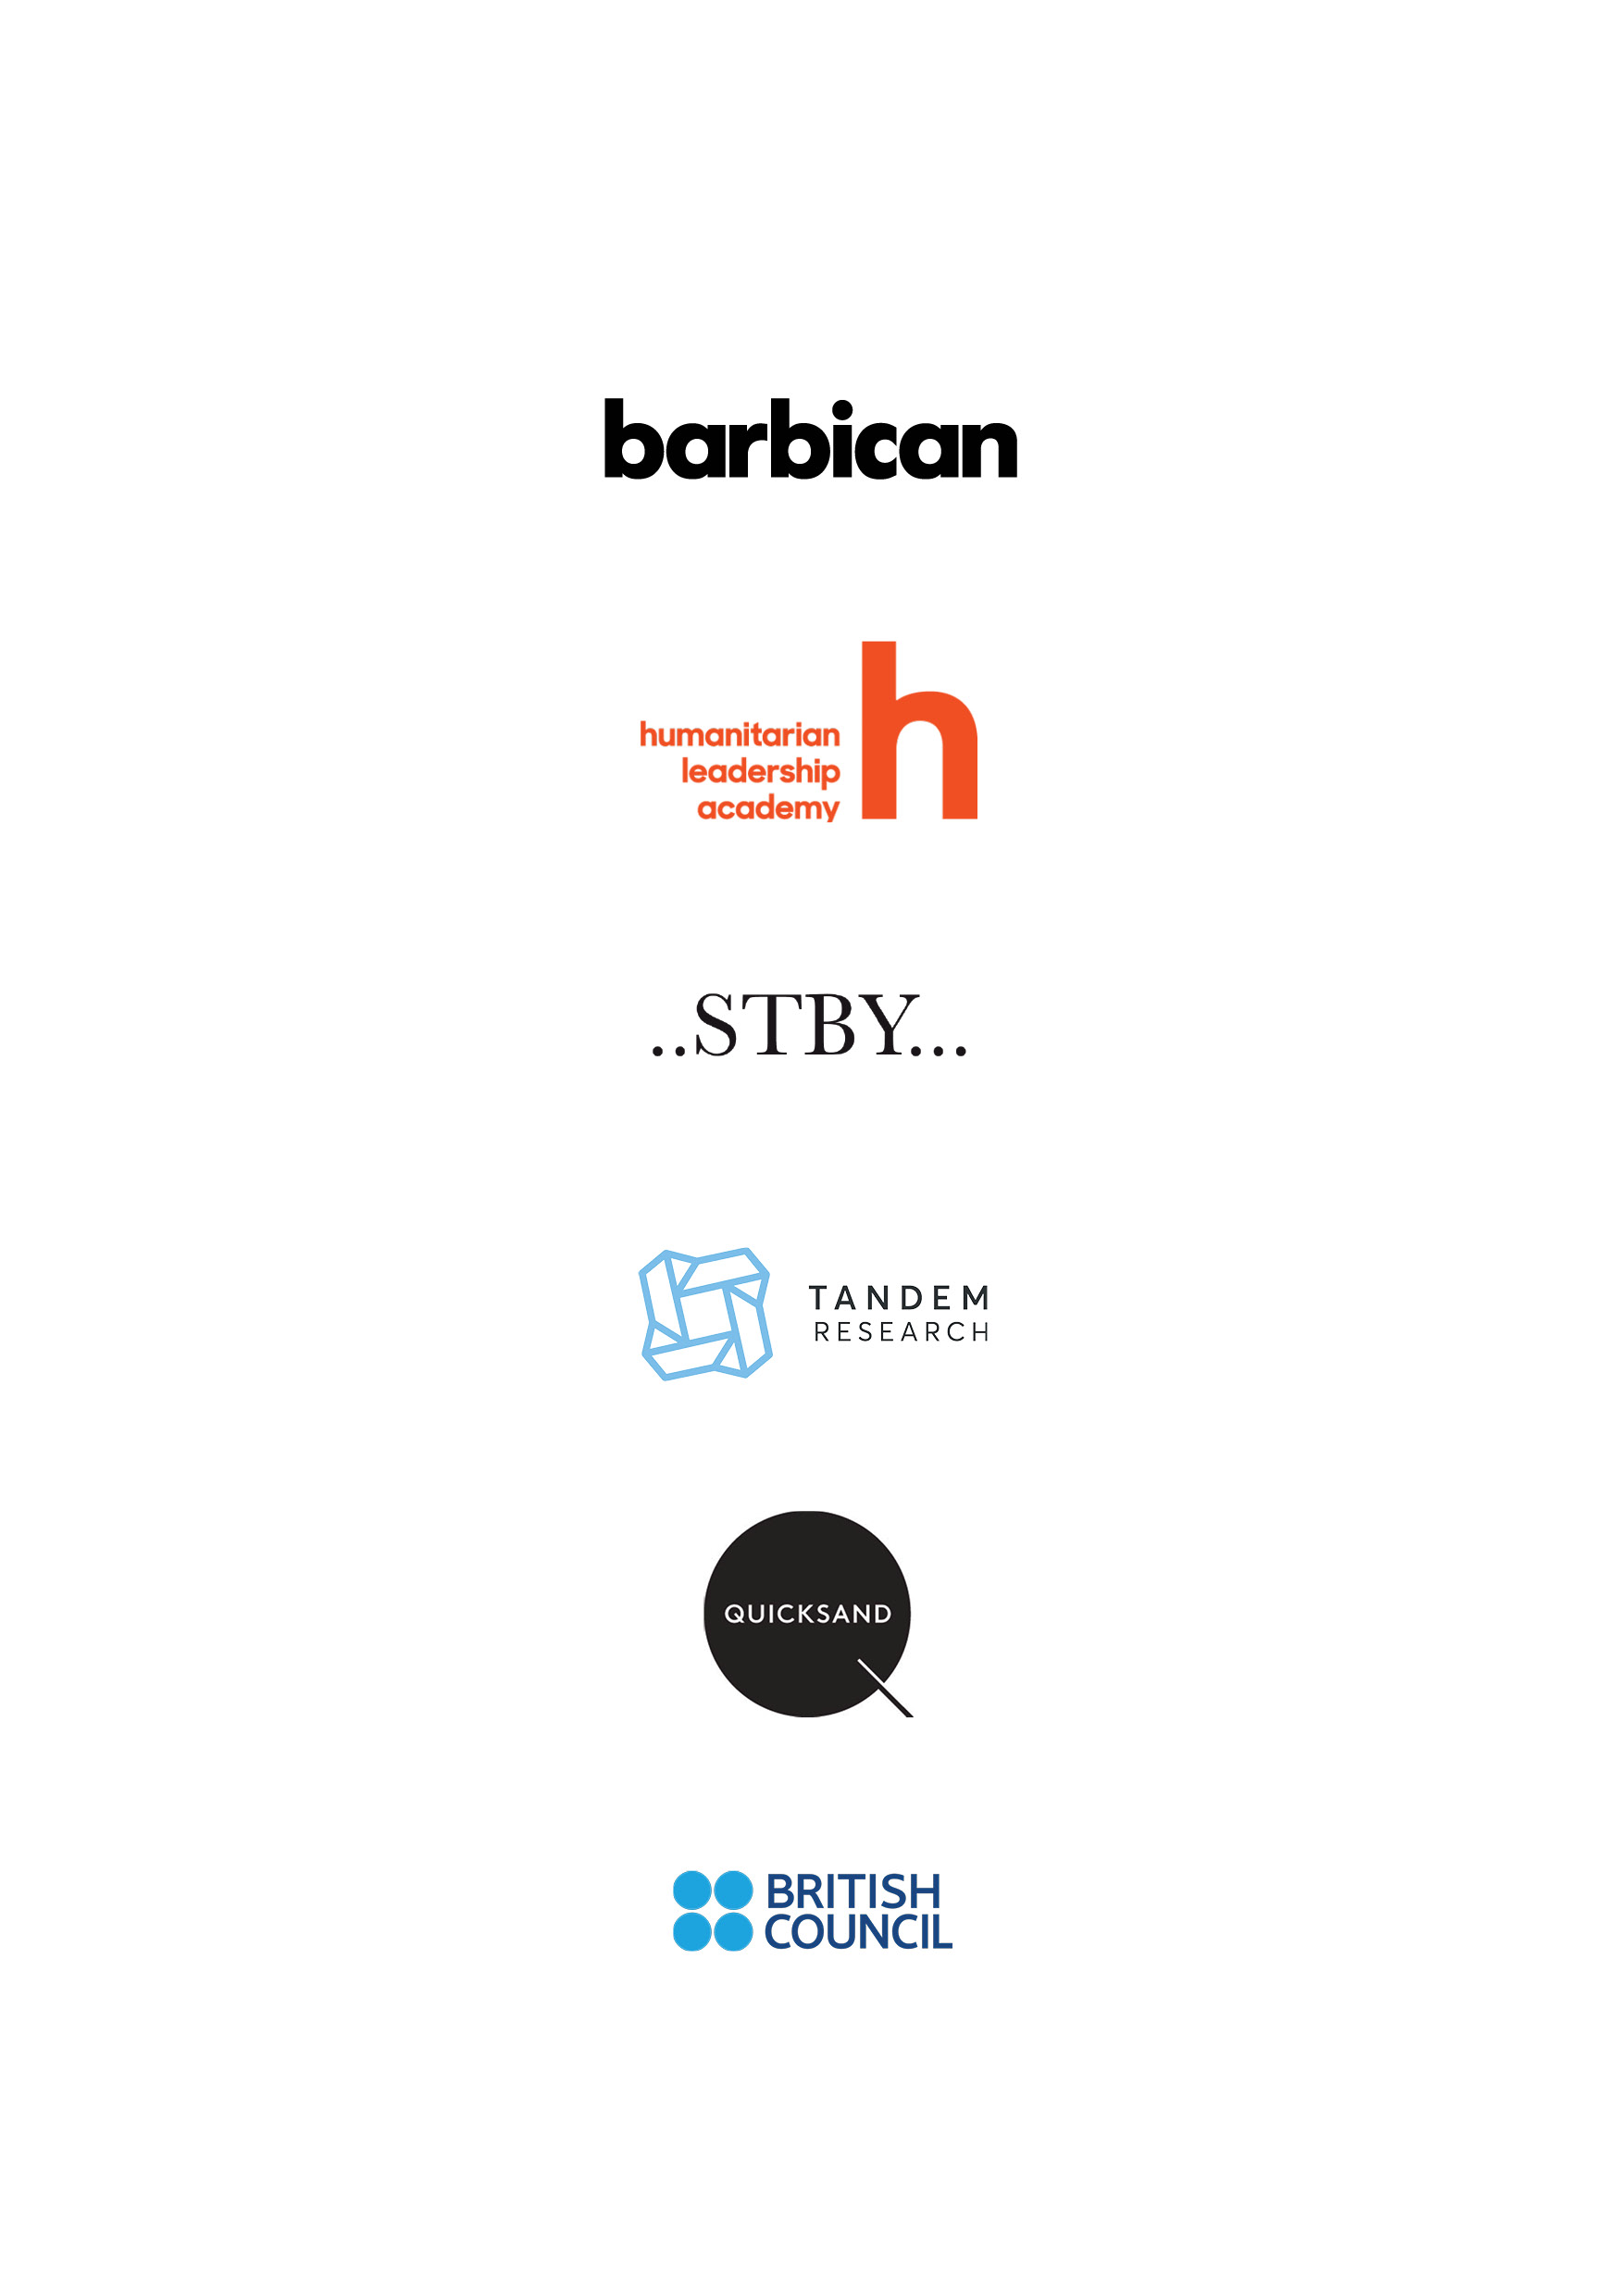 barbican
humanitarian
leadership
academy
h
..STBY...
TANDEM
RESEARCH
QUICKSAND
BRITISH
COUNCIL